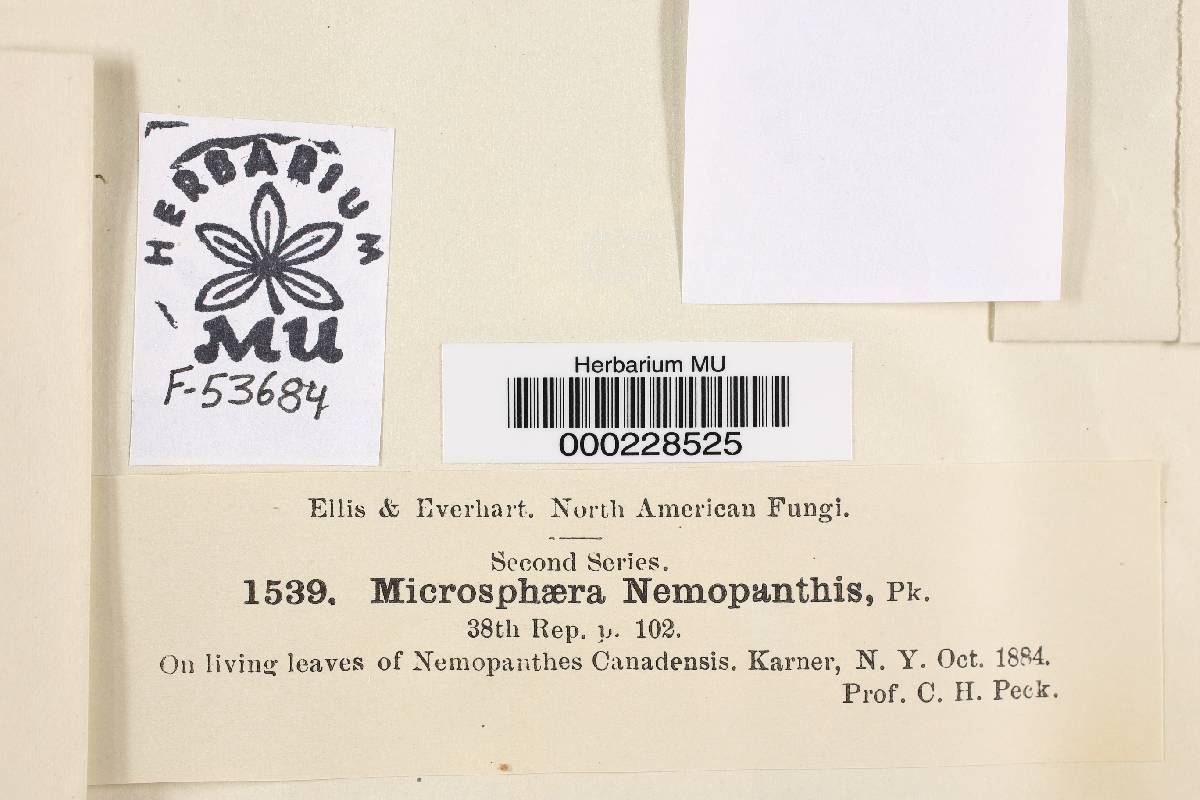 HERBARIUM
MU
F-53684
Herbarium MU
000228525
Ellis & Everhart. North American Fungi.
Second Series.
1539. Microsphæra Nemopanthis, Pk.
38th Rep. p. 102.
On living leaves of Nemopanthes Canadensis. Karner, N. Y. Oct. 1884.
Prof. C. H. Peck.